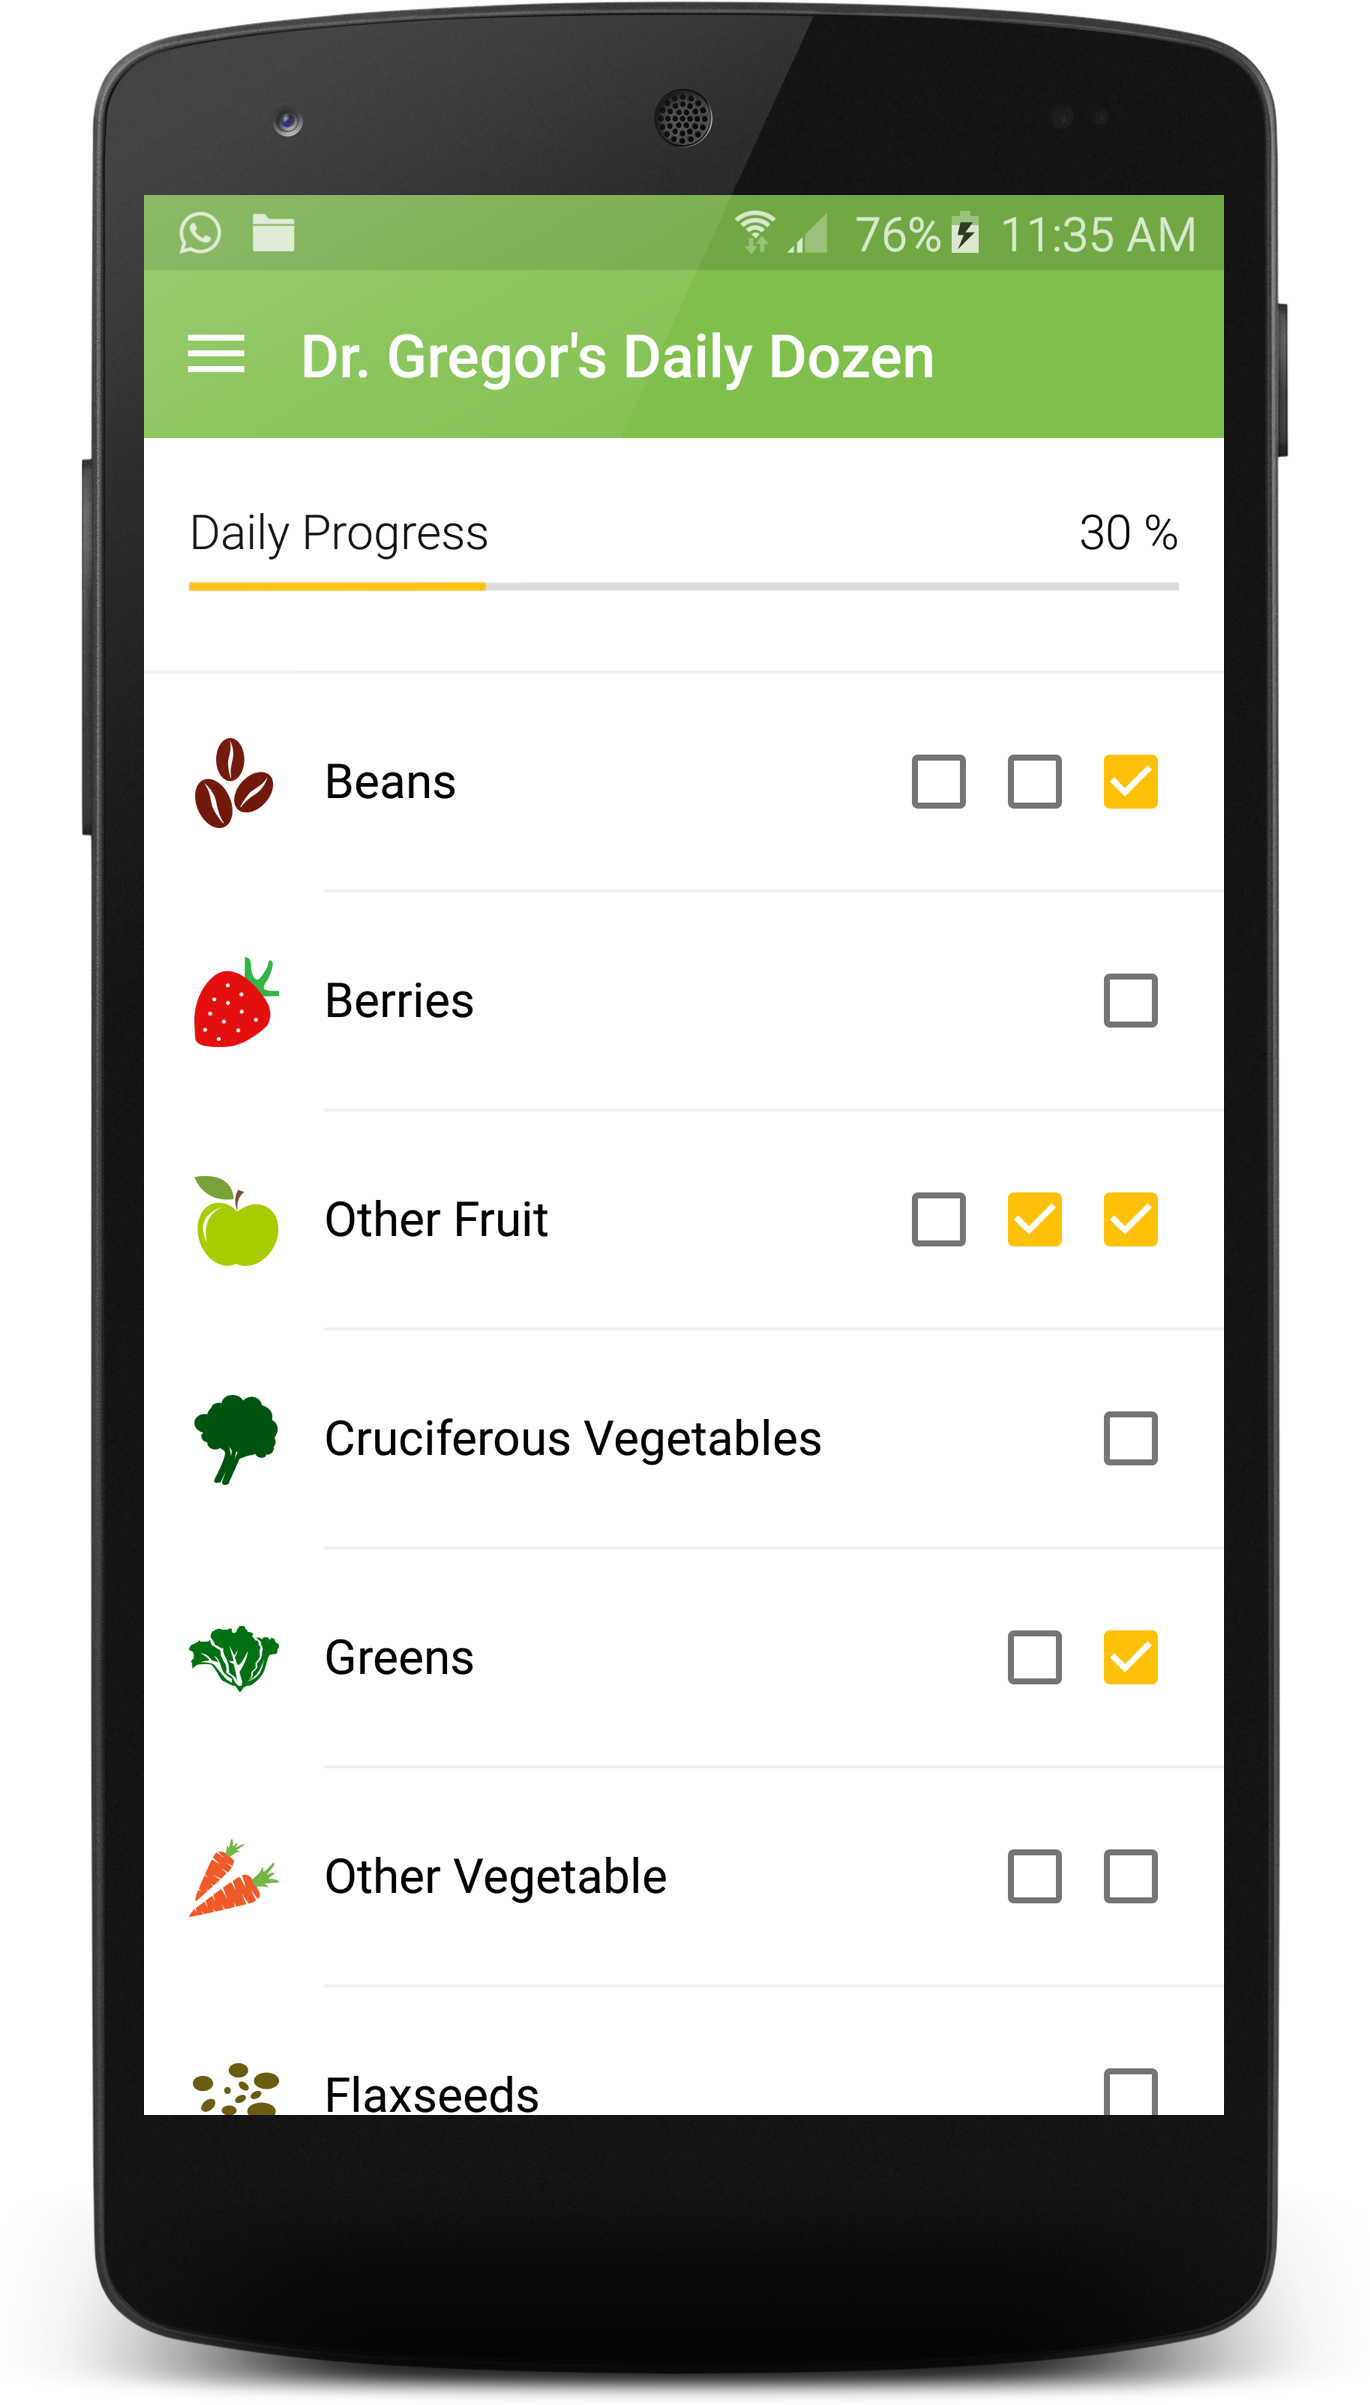 76% 11:35 AM
Dr. Gregor's Daily Dozen
Daily Progress 30 %
Beans
Berries
Other Fruit
Cruciferous Vegetables
Greens
Other Vegetable
Flaxseeds